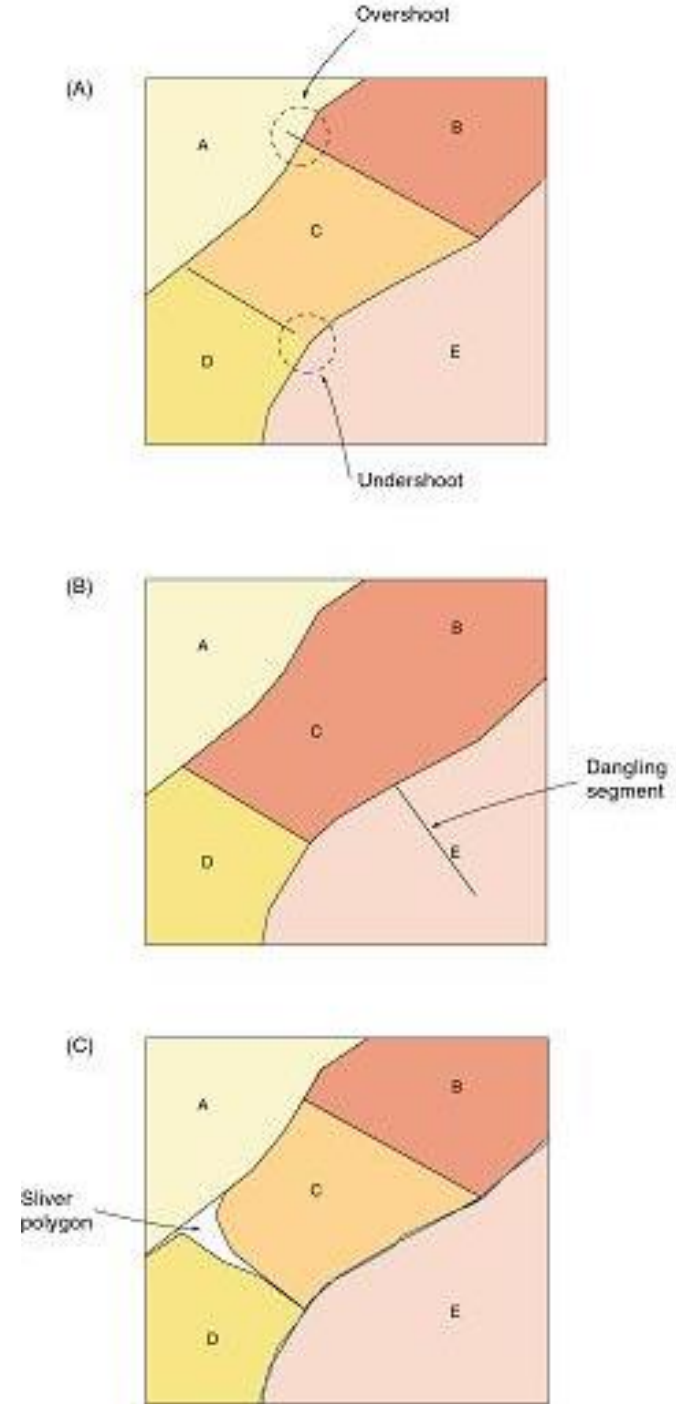 Overshoot
(A)
A
B
C
D
E
Undershoot
(B)
A
B
C
Dangling
segment
E
D
(C)
A
B
C
Sliver
polygon
E
D